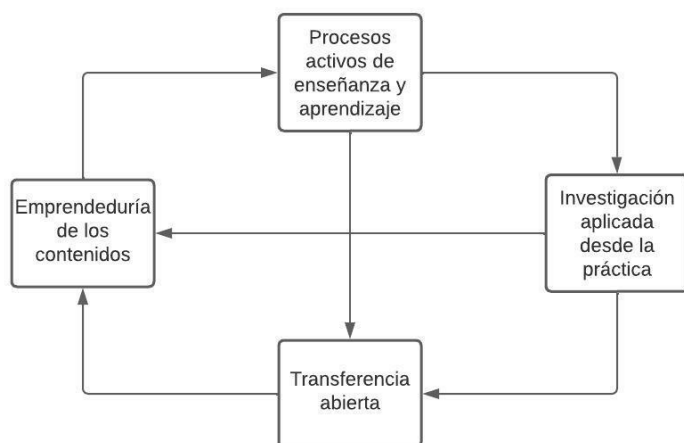 Procesos
activos de
enseñanza y
aprendizaje
Emprendeduría
de los
contenidos
Investigación
aplicada
desde la
práctica
Transferencia
abierta